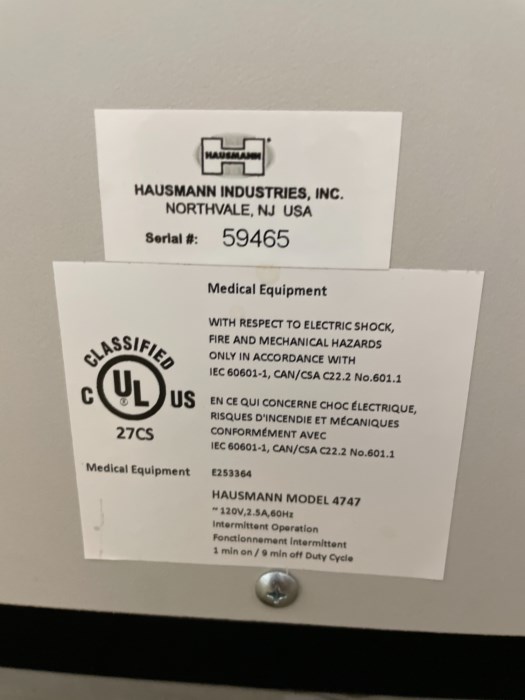 HAUSMANN
HAUSMANN INDUSTRIES, INC.
NORTHVALE, NJ USA
Serial #: 59465
Medical Equipment
WITH RESPECT TO ELECTRIC SHOCK,
FIRE AND MECHANICAL HAZARDS
ONLY IN ACCORDANCE WITH
IEC 60601-1, CAN/CSA C22.2 No.601.1
CLASSIFIED
C UL ® US
27CS
EN CE QUI CONCERNE CHOC ÉLECTRIQUE,
RISQUES D'INCENDIE ET MÉCANIQUES
CONFORMÉMENT AVEC
IEC 60601-1, CAN/CSA C22.2 No.601.1
Medical Equipment E253364
HAUSMANN MODEL 4747
~120V,2.5A,60Hz
Intermittent Operation
Fonctionnement Intermittent
1 min on / 9 min off Duty Cycle